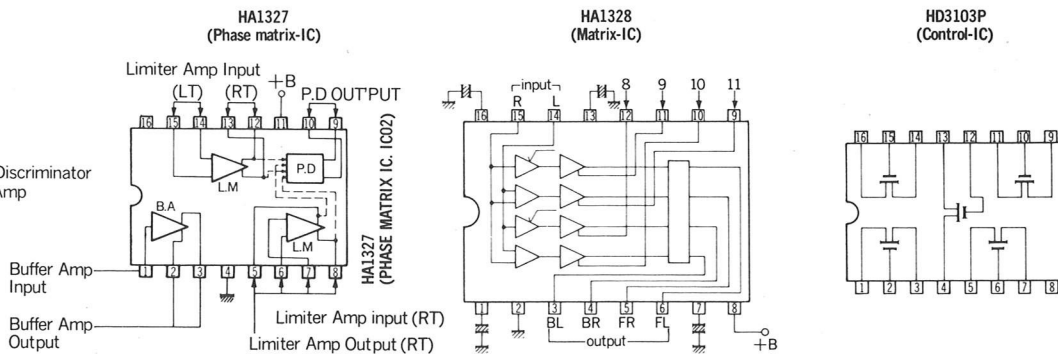 HA1327
(Phase matrix-IC)
Limiter Amp Input
(LT) (RT)
+B
P.D OUT'PUT
16 15 14 13 12 11 10 9
Discriminator
Amp
L.M
P.D
B.A
L.M
1 2 3 4 5 6 7 8
Buffer Amp
Input
Buffer Amp
Output
Limiter Amp input (RT)
Limiter Amp Output (RT)
HA1327
(PHASE MATRIX IC. IC02)
HA1328
(Matrix-IC)
input
R L
8 9 10 11
16 15 14 13 12 11 10 9
1 2 3 4 5 6 7 8
BL BR FR FL
output
+B
HD3103P
(Control-IC)
16 15 14 13 12 11 10 9
1 2 3 4 5 6 7 8